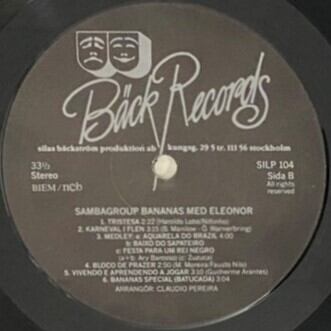 Bäck Records
silas bäckström produktion ab kungsg. 29 5 tr. 111 56 stockholm
33⅓
Stereo
BIEM/ncb
SILP 104
Sida B
All rights
reserved
SAMBAGROUP BANANAS MED ELEONOR
1. TRISTESA 2:22 (Haroldo Lobo/Niltinho)
2. KARNEVAL I FLEN 3:15 (B. Manilow - Ö. Warnerbring)
3. MEDLEY: a: AQUARELA DO BRAZIL 4:00
b: BAIXO DO SAPATEIRO
c: FESTA PARA UM REI NEGRO
(a+b: Ary Barroso) (c: Zuzuca)
4. BLOCO DE PRAZER 2:50 (M. Moreira/Fausto Nilo)
5. VIVENDO E APRENDENDO A JOGAR 3:10 (Guilherme Arantes)
6. BANANAS SPECIAL (BATUCADA) 3:04
ARRANGÖR: CLAUDIO PEREIRA